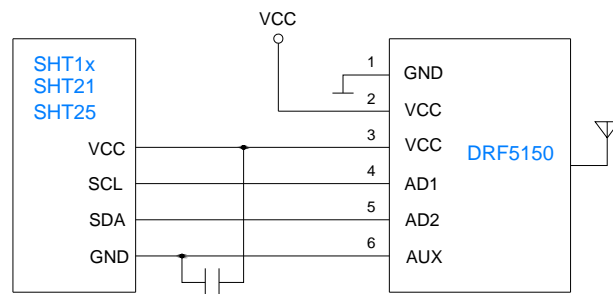 VCC
SHT1x
SHT21
SHT25
VCC
SCL
SDA
GND
1 GND
2 VCC
3 VCC
4 AD1
5 AD2
6 AUX
DRF5150